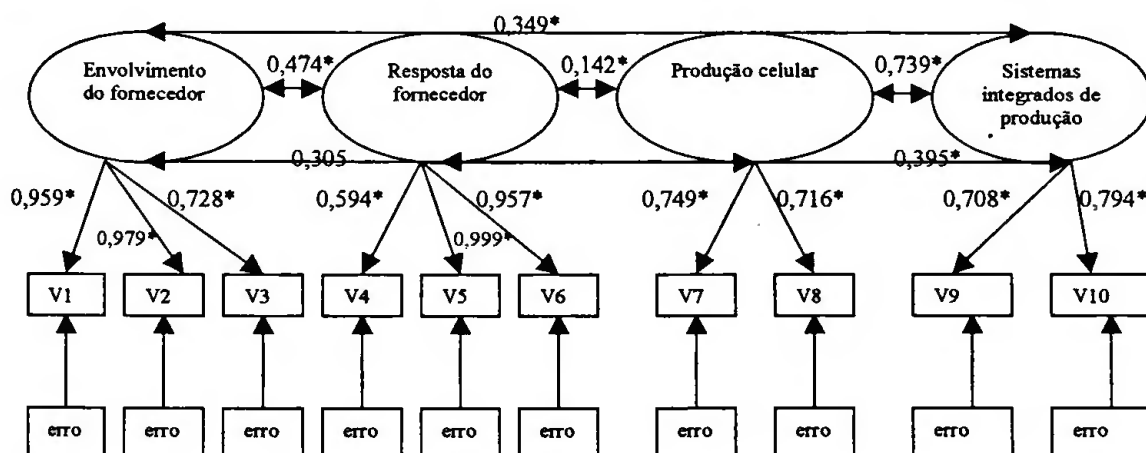 0,349*
Envolvimento
do fornecedor
0,474*
Resposta do
fornecedor
0,142*
Produção celular
0,739*
Sistemas
integrados de
produção
0,305
0,395*
0,959*
0,979*
0,728*
0,594*
0,999*
0,957*
0,749*
0,716*
0,708*
0,794*
V1
V2
V3
V4
V5
V6
V7
V8
V9
V10
erro
erro
erro
erro
erro
erro
erro
erro
erro
erro